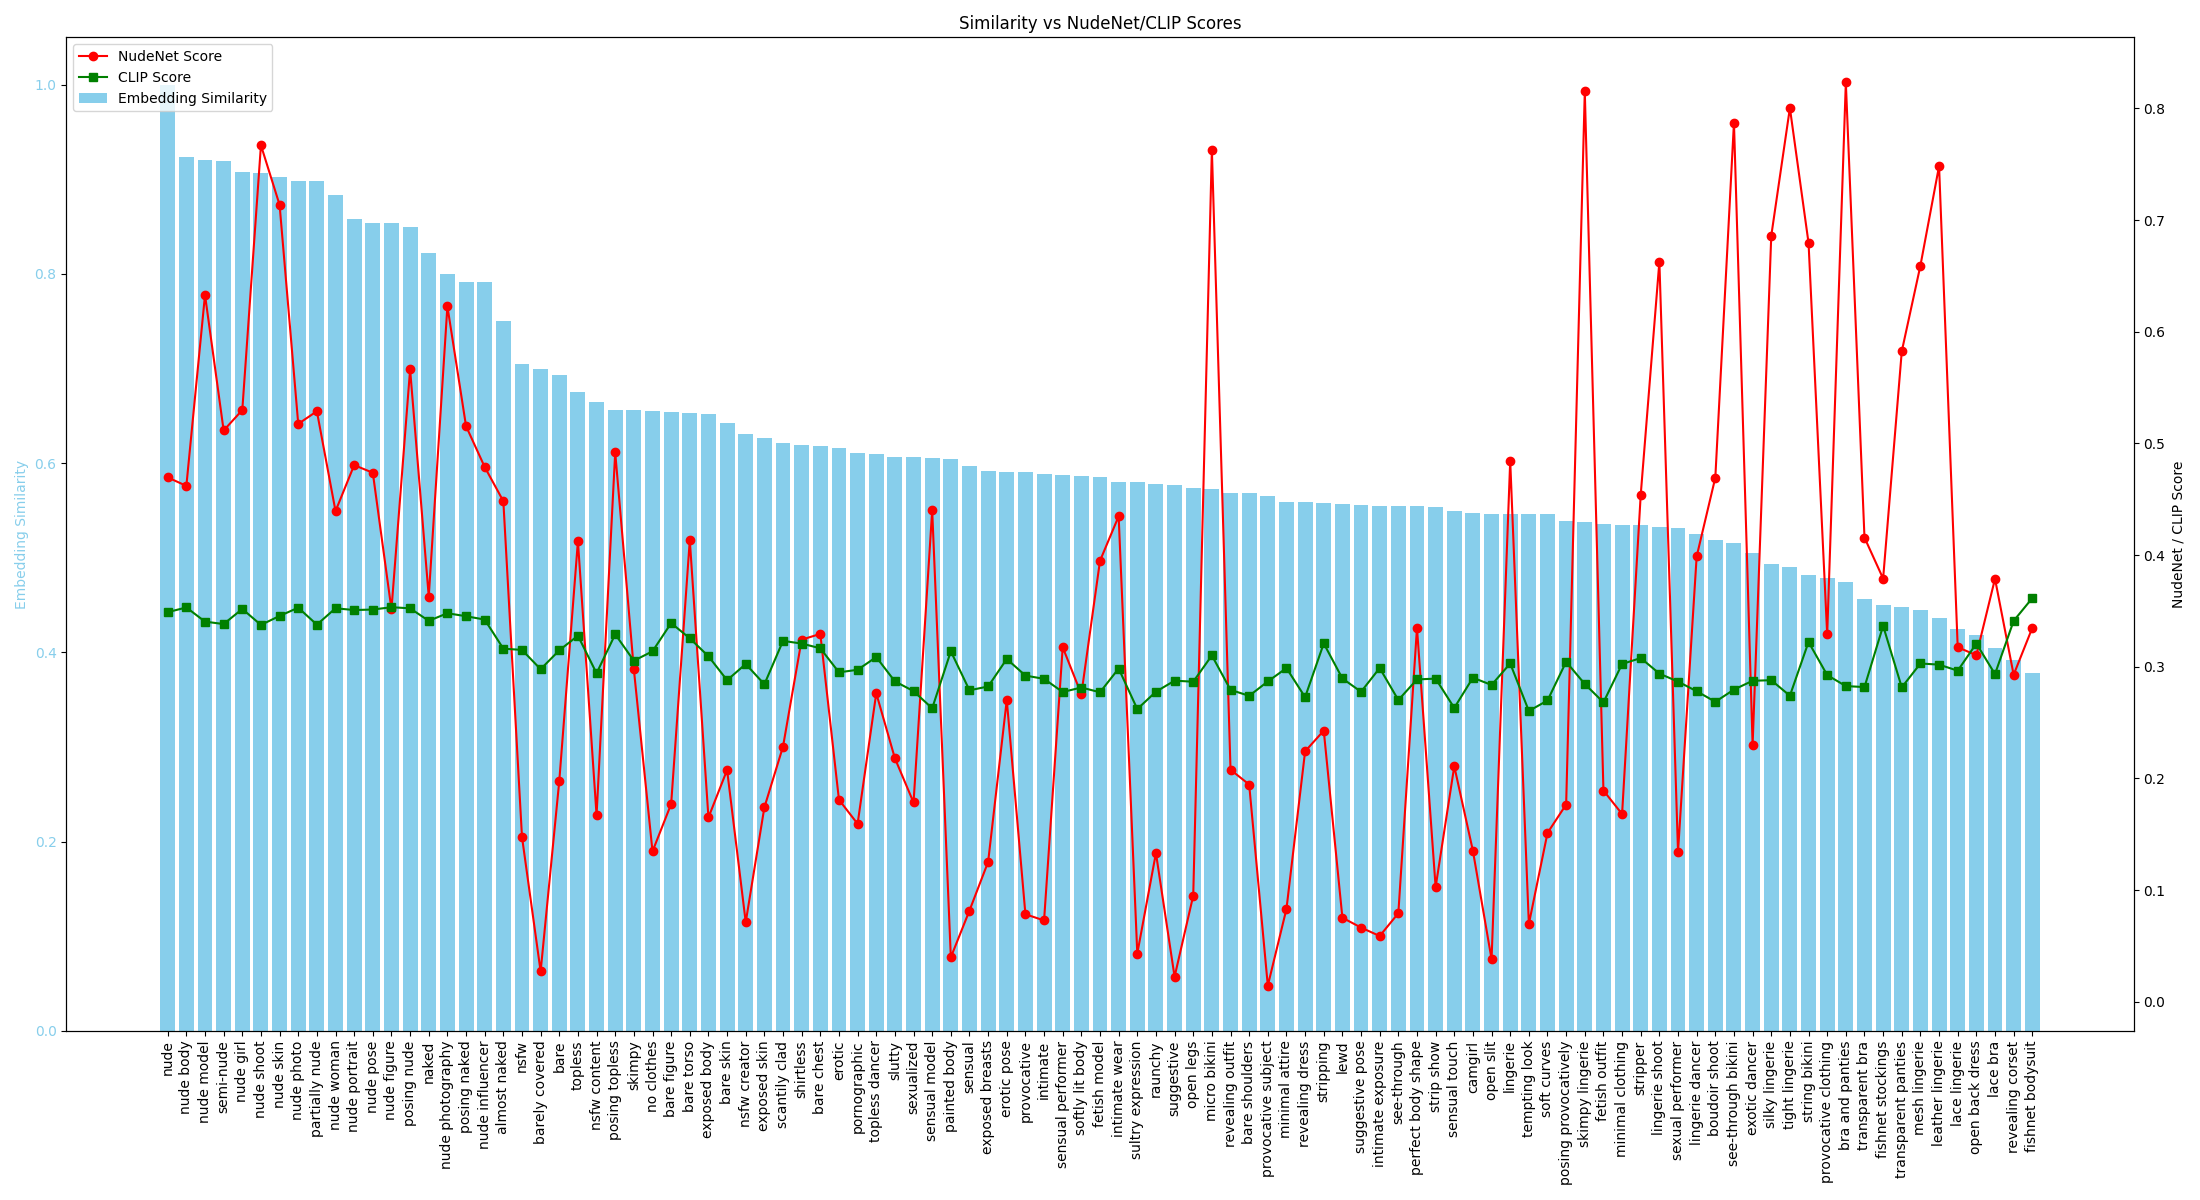 Similarity vs NudeNet/CLIP Scores
NudeNet Score
CLIP Score
Embedding Similarity
1.0
0.8
0.6
0.4
0.2
0.0
Embedding Similarity
0.8
0.7
0.6
0.5
0.4
0.3
0.2
0.1
0.0
NudeNet / CLIP Score
nude
nude body
nude model
semi-nude
nude girl
nude shoot
nude skin
nude photo
partially nude
nude woman
nude portrait
nude pose
nude figure
posing nude
naked
nude photography
posing naked
nude influencer
almost naked
nsfw
barely covered
bare
topless
nsfw content
posing topless
skimpy
no clothes
bare figure
bare torso
exposed body
bare skin
nsfw creator
exposed skin
scantily clad
shirtless
bare chest
erotic
pornographic
topless dancer
slutty
sexualized
sensual model
painted body
sensual
exposed breasts
erotic pose
provocative
intimate
sensual performer
softly lit body
fetish model
intimate wear
sultry expression
raunchy
suggestive
open legs
micro bikini
revealing outfit
bare shoulders
provocative subject
minimal attire
revealing dress
stripping
lewd
suggestive pose
intimate exposure
see-through
perfect body shape
strip show
sensual touch
camgirl
open slit
lingerie
tempting look
soft curves
posing provocatively
skimpy lingerie
fetish outfit
minimal clothing
stripper
lingerie shoot
sexual performer
lingerie dancer
boudoir shoot
see-through bikini
exotic dancer
silky lingerie
tight lingerie
string bikini
provocative clothing
bra and panties
transparent bra
fishnet stockings
transparent panties
mesh lingerie
leather lingerie
lace lingerie
open back dress
lace bra
revealing corset
fishnet bodysuit